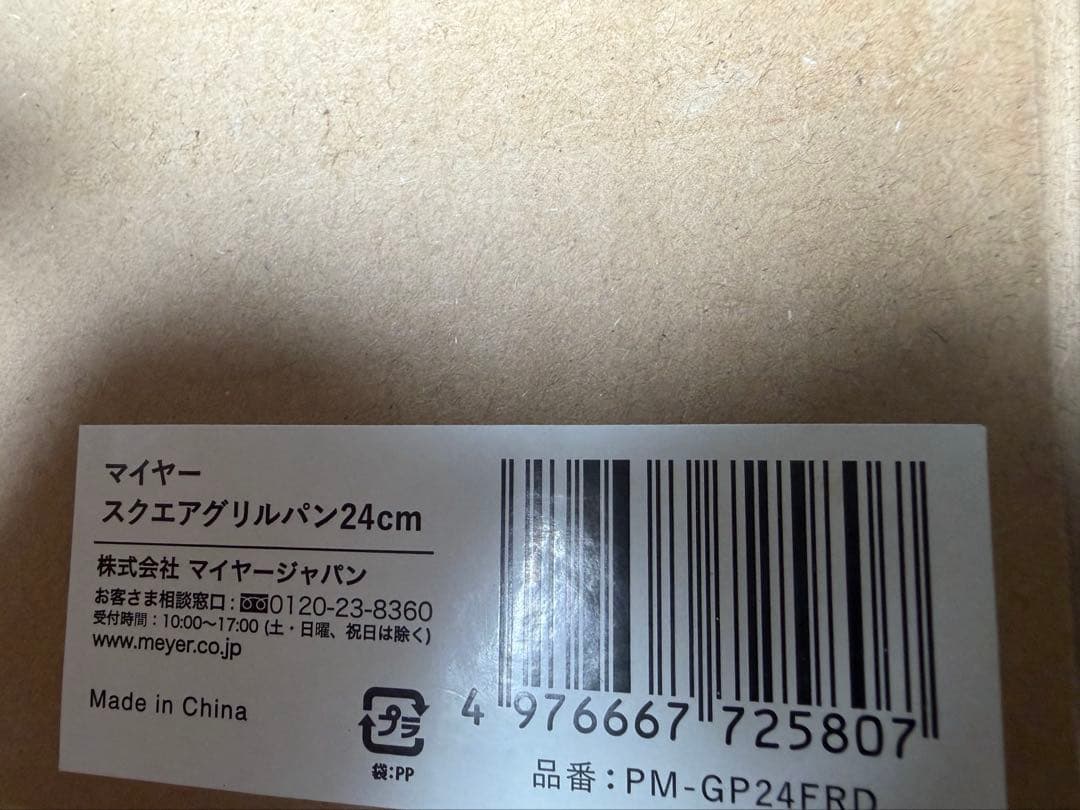 マイヤー
スクエアグリルパン24cm
株式会社 マイヤージャパン
お客さま相談窓口:0120-23-8360
受付時間:10:00〜17:00 (土・日曜、祝日は除く)
www.meyer.co.jp
Made in China
プラ
袋:PP
4 976667 725807
品番:PM-GP24FRD